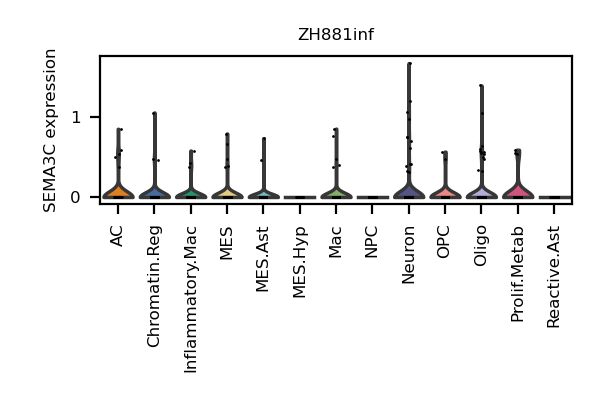 ZH881inf
SEMA3C expression
1
0
AC
Chromatin.Reg
Inflammatory.Mac
MES
MES.Ast
MES.Hyp
Mac
NPC
Neuron
OPC
Oligo
Prolif.Metab
Reactive.Ast